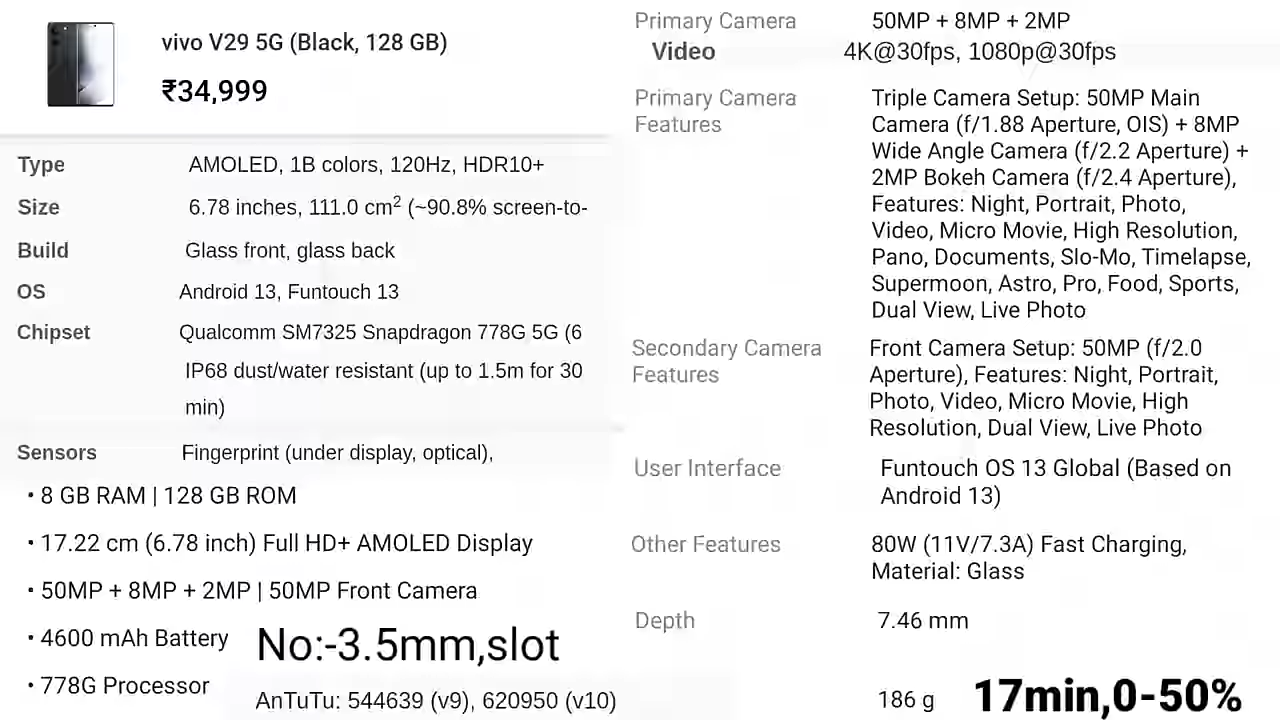 vivo V29 5G (Black, 128 GB)
₹34,999
Type AMOLED, 1B colors, 120Hz, HDR10+
Size 6.78 inches, 111.0 cm² (~90.8% screen-to-
Build Glass front, glass back
OS Android 13, Funtouch 13
Chipset Qualcomm SM7325 Snapdragon 778G 5G (6
IP68 dust/water resistant (up to 1.5m for 30
min)
Sensors Fingerprint (under display, optical),
• 8 GB RAM | 128 GB ROM
• 17.22 cm (6.78 inch) Full HD+ AMOLED Display
• 50MP + 8MP + 2MP | 50MP Front Camera
• 4600 mAh Battery
No:-3.5mm,slot
• 778G Processor
AnTuTu: 544639 (v9), 620950 (v10)
Primary Camera 50MP + 8MP + 2MP
Video 4K@30fps, 1080p@30fps
Primary Camera Triple Camera Setup: 50MP Main
Features Camera (f/1.88 Aperture, OIS) + 8MP
Wide Angle Camera (f/2.2 Aperture) +
2MP Bokeh Camera (f/2.4 Aperture),
Features: Night, Portrait, Photo,
Video, Micro Movie, High Resolution,
Pano, Documents, Slo-Mo, Timelapse,
Supermoon, Astro, Pro, Food, Sports,
Dual View, Live Photo
Secondary Camera Front Camera Setup: 50MP (f/2.0
Features Aperture), Features: Night, Portrait,
Photo, Video, Micro Movie, High
Resolution, Dual View, Live Photo
User Interface Funtouch OS 13 Global (Based on
Android 13)
Other Features 80W (11V/7.3A) Fast Charging,
Material: Glass
Depth 7.46 mm
186 g
17min,0-50%